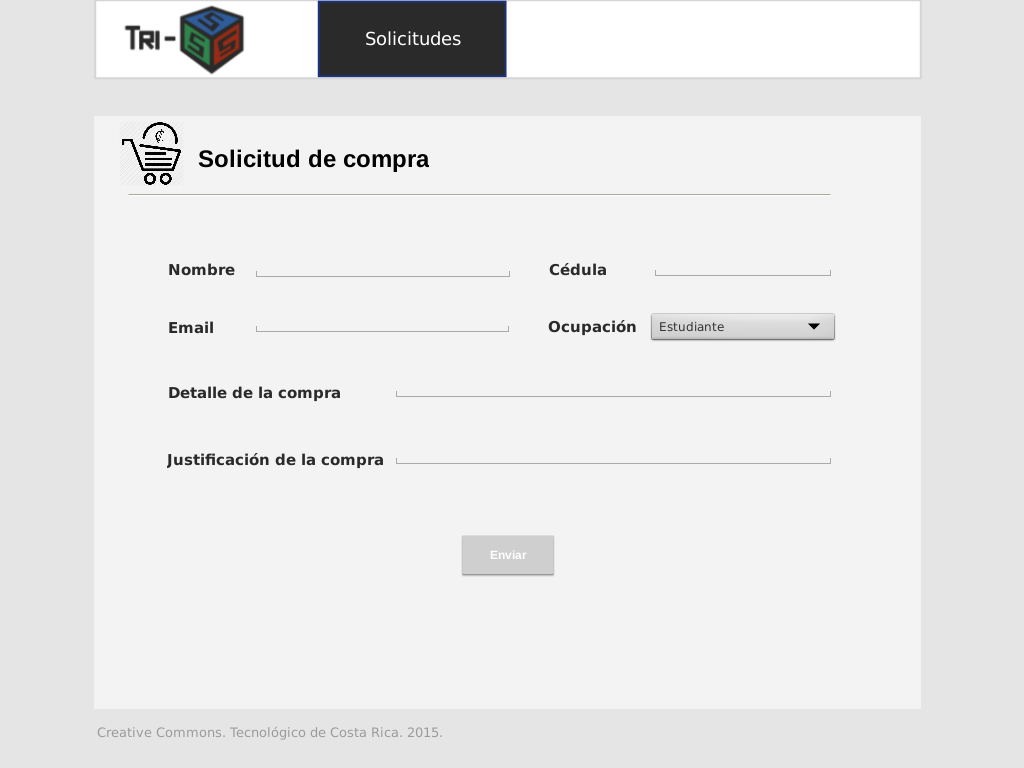 TRI-SSS
Solicitudes
₡
Solicitud de compra
Nombre
Cédula
Email
Ocupación Estudiante
Detalle de la compra
Justificación de la compra
Enviar
Creative Commons. Tecnológico de Costa Rica. 2015.